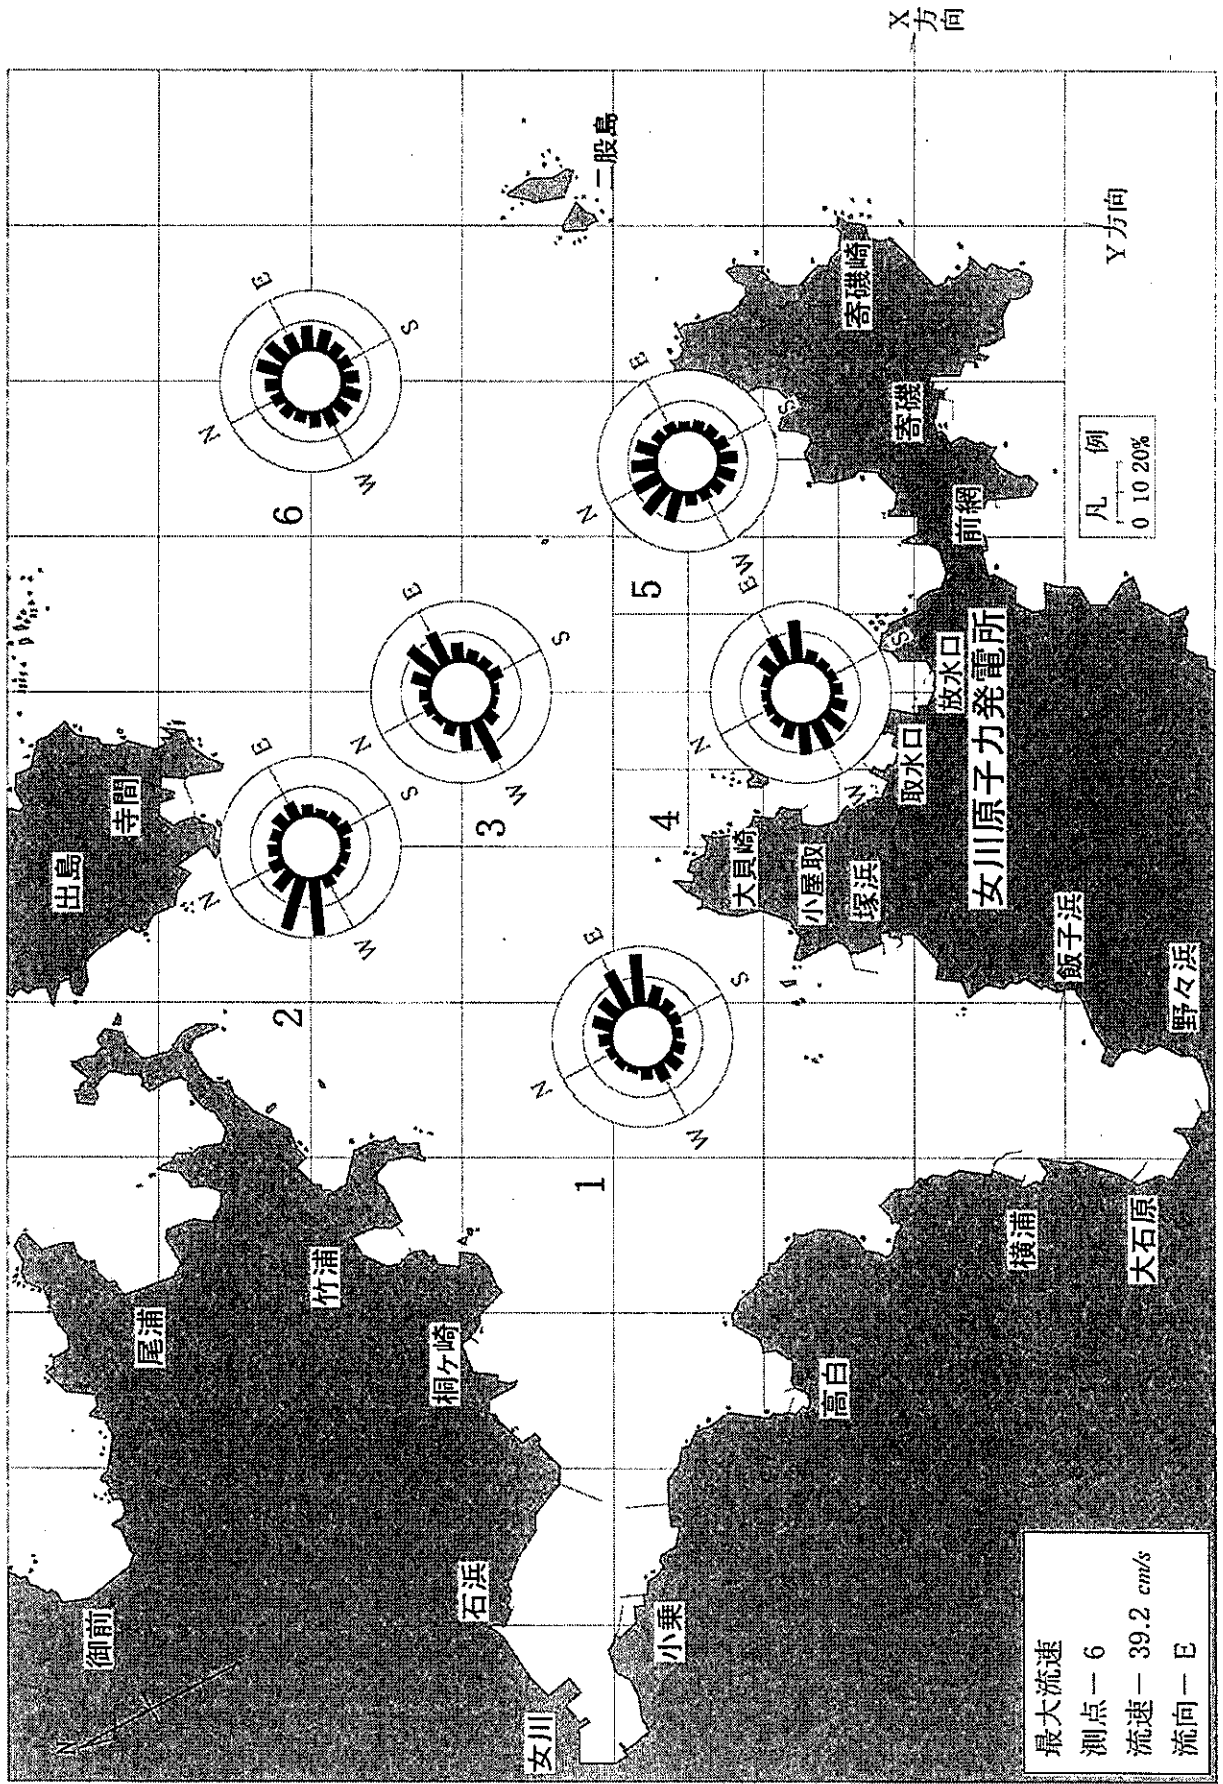 X方向
Y方向
二股島
寄磯崎
寄磯
前網
凡 例
0 10 20%
出島
寺間
尾浦
竹浦
桐ヶ崎
御前
石浜
女川
小乗
高白
横浦
大石原
野々浜
飯子浜
塚浜
小屋取
大貝崎
取水口
放水口
女川原子力発電所
1
N
E
S
W
2
N
E
S
W
3
N
E
S
W
4
N
E
S
W
5
N
E
S
W
6
N
E
S
W
最大流速
測点－6
流速－39.2 cm/s
流向－E